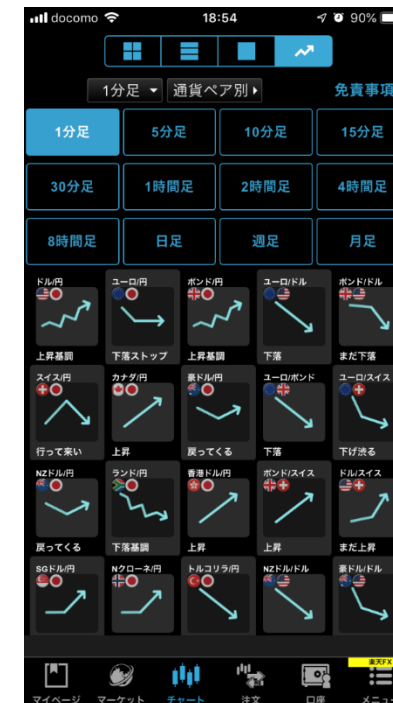 docomo 18:54 90%
1分足 通貨ペア別 免責事項
1分足 5分足 10分足 15分足
30分足 1時間足 2時間足 4時間足
8時間足 日足 週足 月足
ドル/円 ユーロ/円 ポンド/円 ユーロ/ドル ポンド/ドル
上昇基調 下落ストップ 上昇基調 下落 まだ下落
スイス/円 カナダ/円 豪ドル/円 ユーロ/ポンド ユーロ/スイス
行って来い 上昇 戻ってくる 下落 下げ渋る
NZドル/円 ランド/円 香港ドル/円 ポンド/スイス ドル/スイス
戻ってくる 下落基調 上昇 上昇 まだ上昇
SGドル/円 Nクローネ/円 トルコリラ/円 NZドル/ドル 豪ドル/ドル
楽天FX
マイページ マーケット チャート 注文 口座 メニュー